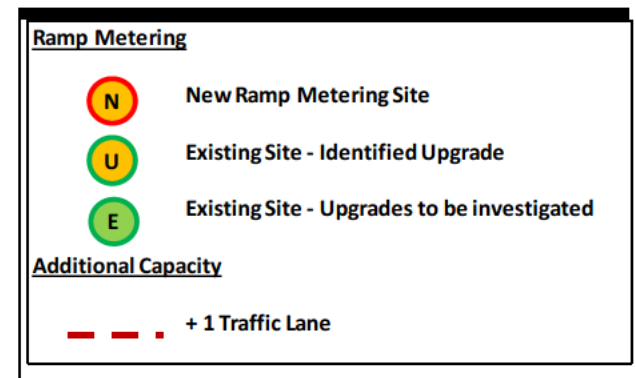 Ramp Metering
N New Ramp Metering Site
U Existing Site - Identified Upgrade
E Existing Site - Upgrades to be investigated
Additional Capacity
+ 1 Traffic Lane